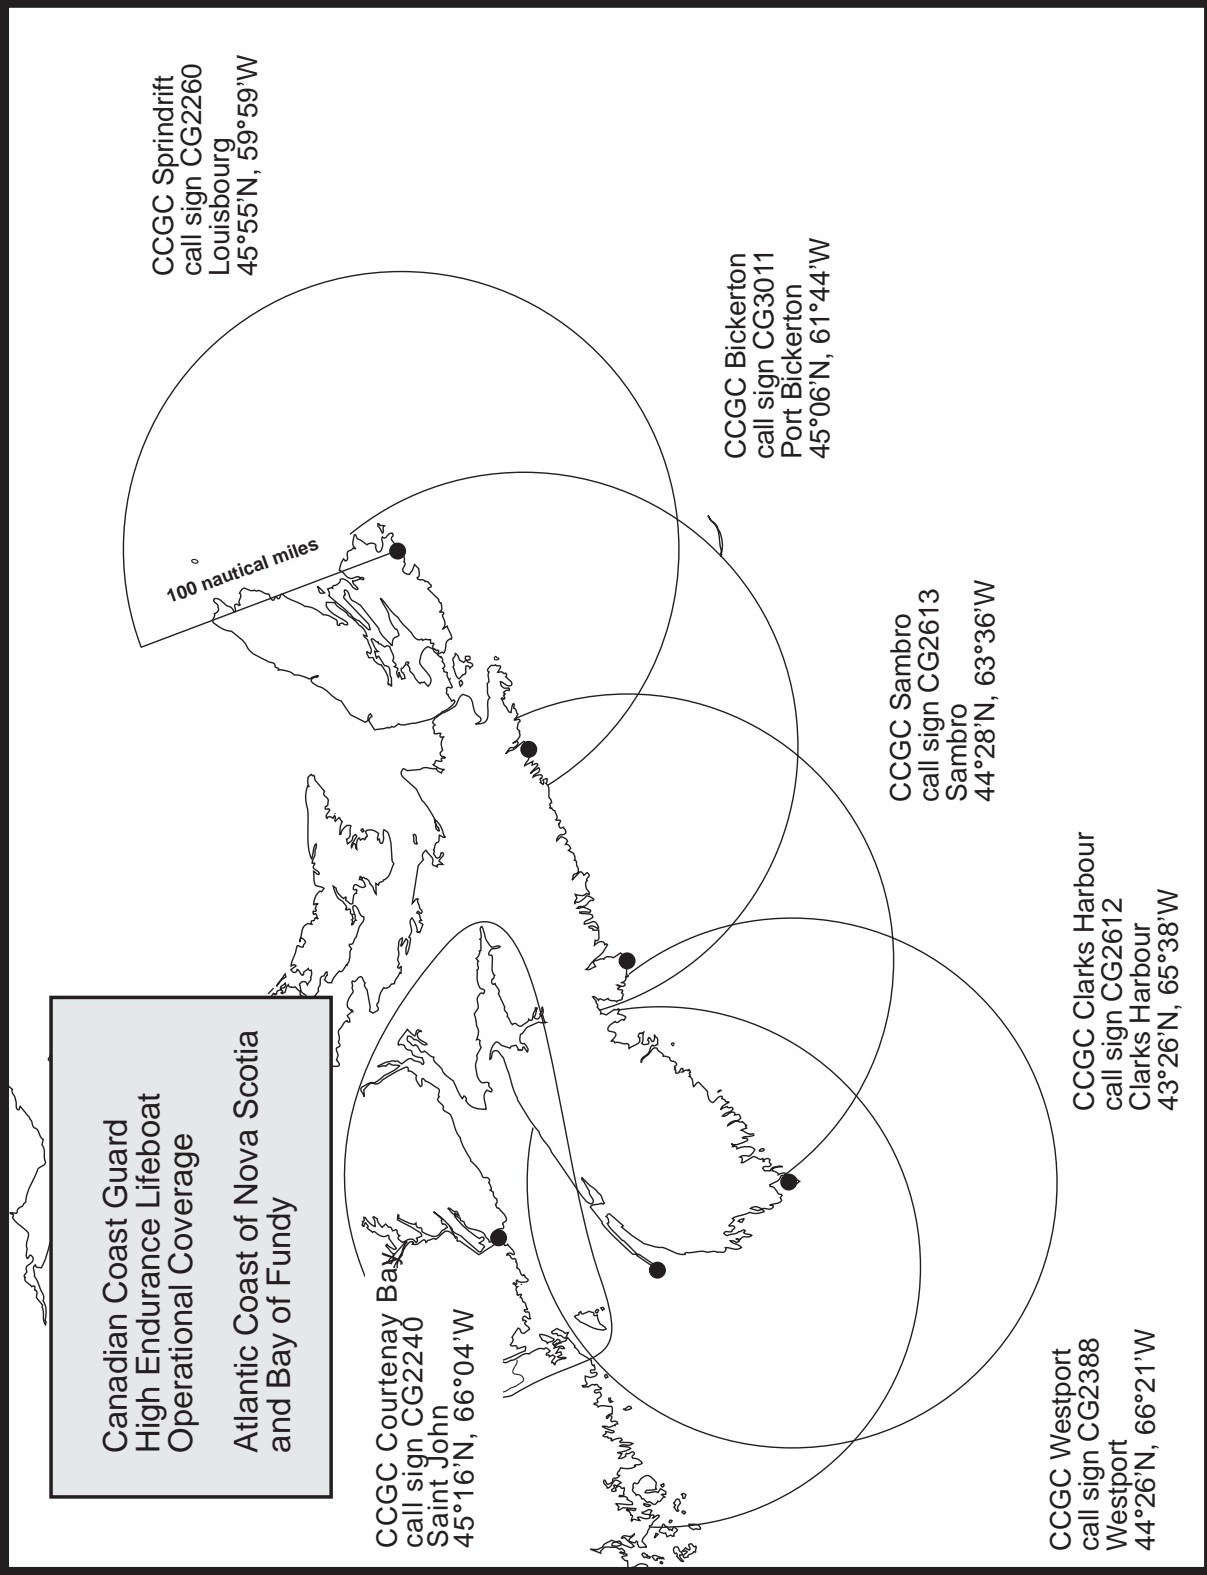 Canadian Coast Guard
High Endurance Lifeboat
Operational Coverage
Atlantic Coast of Nova Scotia
and Bay of Fundy
CCGC Sprindrift
call sign CG2260
Louisbourg
45°55'N, 59°59'W
100 nautical miles
CCGC Bickerton
call sign CG3011
Port Bickerton
45°06'N, 61°44'W
CCGC Sambro
call sign CG2613
Sambro
44°28'N, 63°36'W
CCGC Clarks Harbour
call sign CG2612
Clarks Harbour
43°26'N, 65°38'W
CCGC Courtenay Bay
call sign CG2240
Saint John
45°16'N, 66°04'W
CCGC Westport
call sign CG2388
Westport
44°26'N, 66°21'W